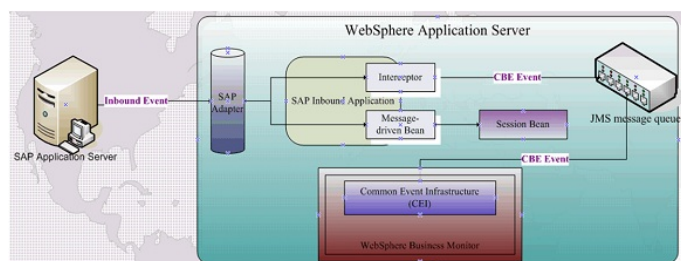 WebSphere Application Server
Inbound Event
SAP
Adapter
SAP Inbound Application
Interceptor
CBE Event
Message-
driven Bean
Session Bean
JMS message queue
SAP Application Server
CBE Event
Common Event Infrastructure
(CEI)
WebSphere Business Monitor